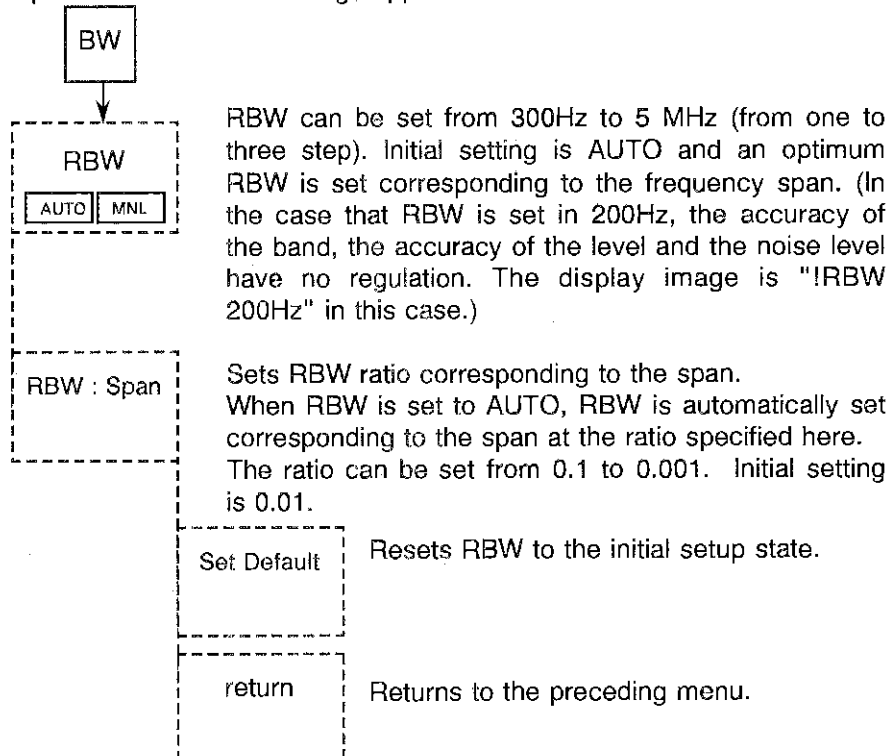 BW
RBW
AUTO MNL
RBW can be set from 300Hz to 5 MHz (from one to
three step). Initial setting is AUTO and an optimum
RBW is set corresponding to the frequency span. (In
the case that RBW is set in 200Hz, the accuracy of
the band, the accuracy of the level and the noise level
have no regulation. The display image is "!RBW
200Hz" in this case.)
RBW : Span
Sets RBW ratio corresponding to the span.
When RBW is set to AUTO, RBW is automatically set
corresponding to the span at the ratio specified here.
The ratio can be set from 0.1 to 0.001. Initial setting
is 0.01.
Set Default
Resets RBW to the initial setup state.
return
Returns to the preceding menu.